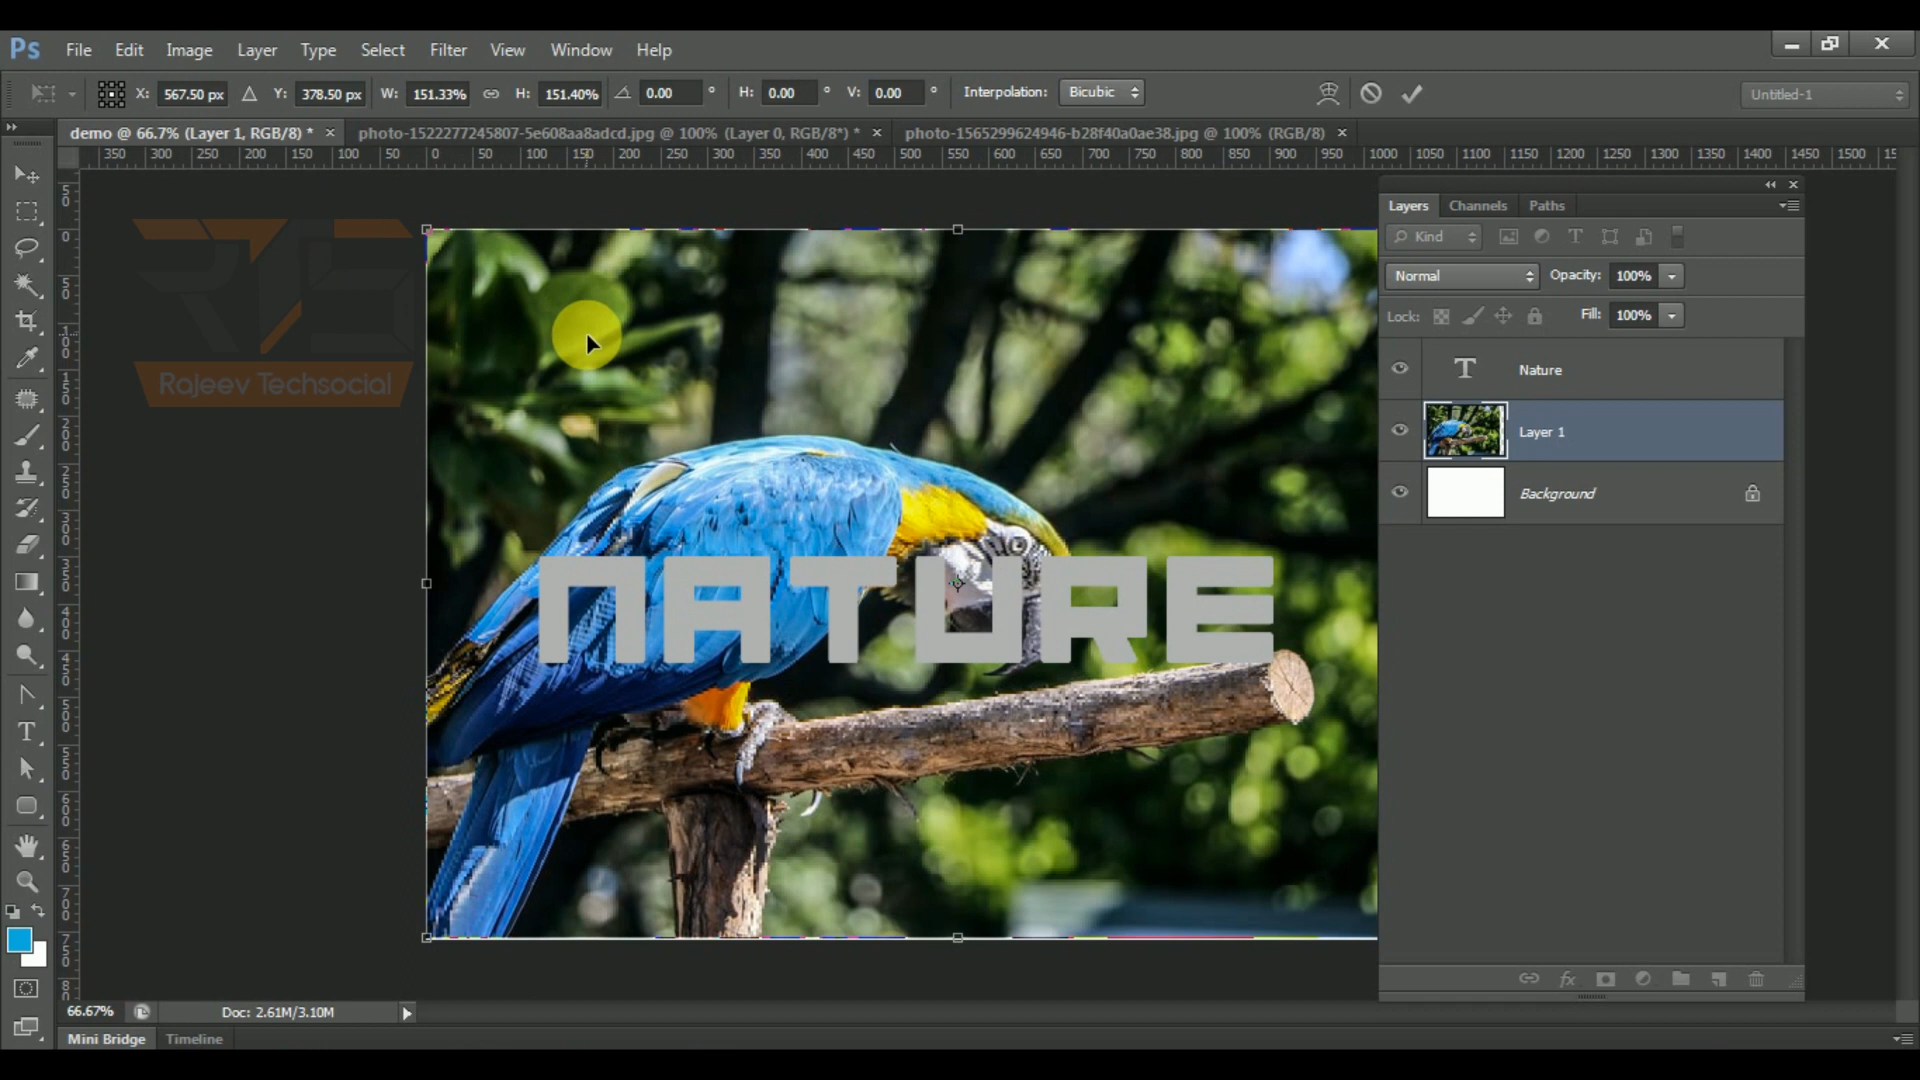 Ps File Edit Image Layer Type Select Filter View Window Help
X: 567.50 px Y: 378.50 px W: 151.33% H: 151.40% 0.00 ° H: 0.00 ° V: 0.00 ° Interpolation: Bicubic Untitled-1
demo @ 66.7% (Layer 1, RGB/8) * × photo-1522277245807-5e608aa8adcd.jpg @ 100% (Layer 0, RGB/8*) * × photo-1565299624946-b28f40a0ae38.jpg @ 100% (RGB/8) ×
350 300 250 200 150 100 50 0 50 100 150 200 250 300 350 400 450 500 550 600 650 700 750 800 850 900 950 1000 1050 1100 1150 1200 1250 1300 1350 1400 1450 1500
Layers Channels Paths
Kind
Normal Opacity: 100%
Lock: Fill: 100%
Nature
Layer 1
Background
RTS
Rajeev Techsocial
NATURE
66.67% Doc: 2.61M/3.10M
Mini Bridge Timeline